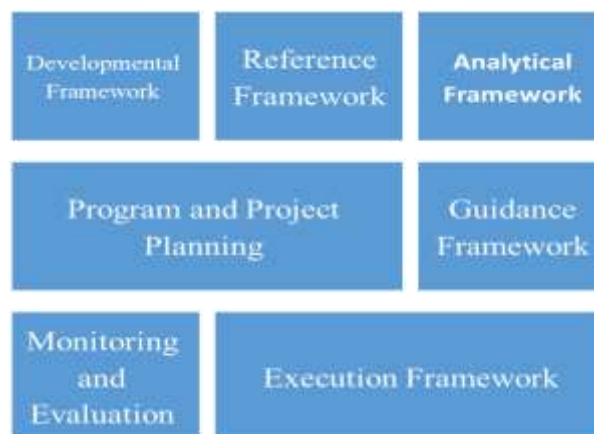 Developmental
Framework
Reference
Framework
Analytical
Framework
Program and Project
Planning
Guidance
Framework
Monitoring
and
Evaluation
Execution Framework